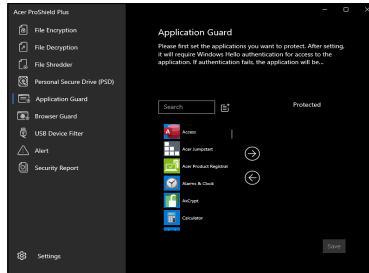 Acer ProShield Plus
File Encryption
File Decryption
File Shredder
Personal Secure Drive (PSD)
Application Guard
Browser Guard
USB Device Filter
Alert
Security Report
Settings
Application Guard
Please first set the applications you want to protect. After setting,
it will require Windows Hello authentication for access to the
application. If authentication fails, the application will be...
Search
Protected
Access
Acer Jumpstart
Acer Product Registrat
Alarms & Clock
AxCrypt
Calculator
Save